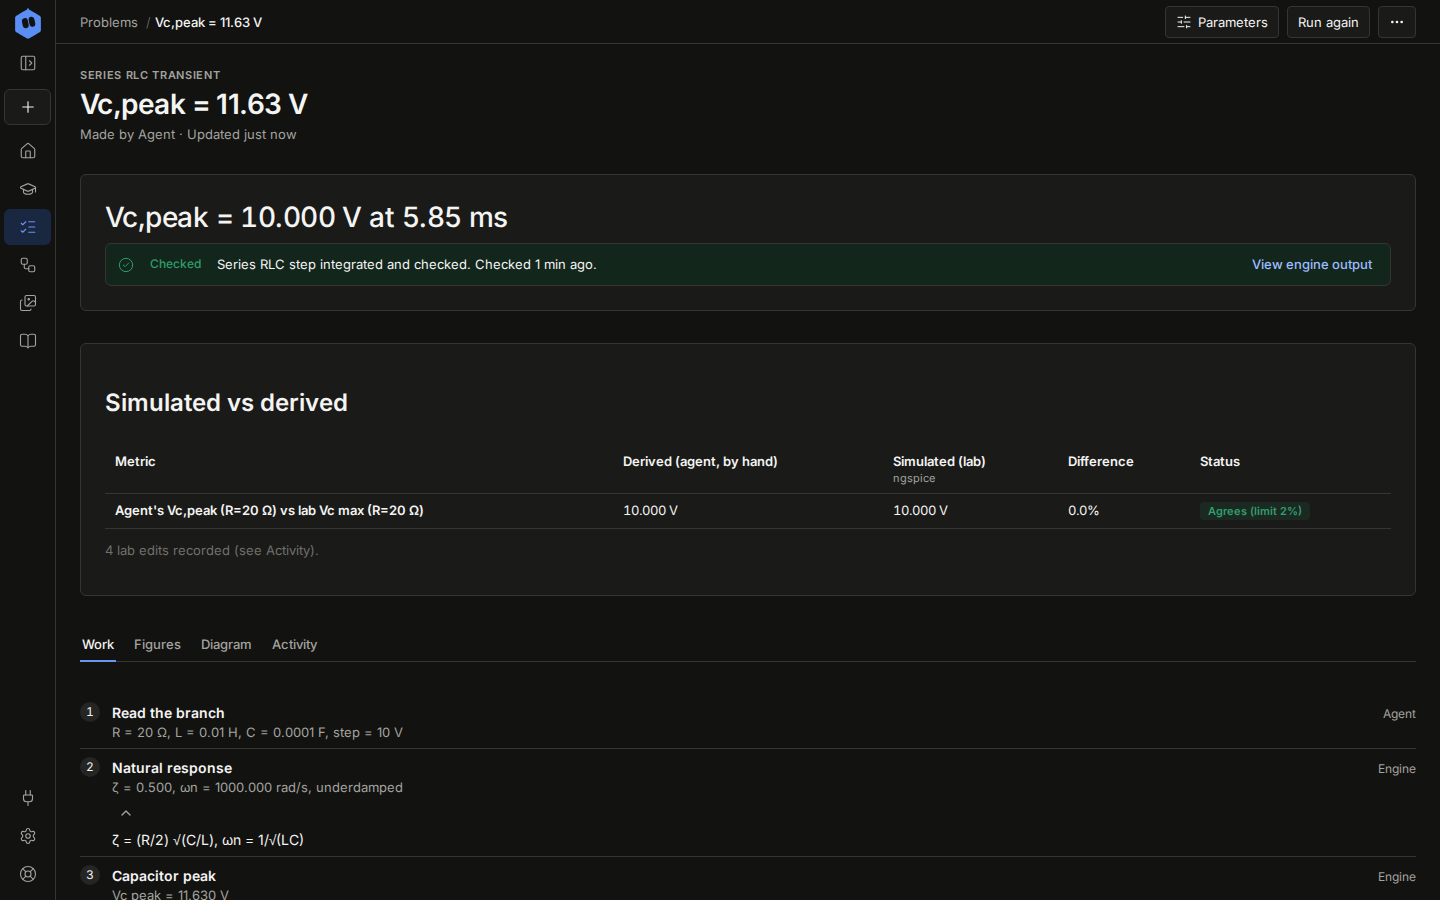 Problems / Vc,peak = 11.63 V
Parameters
Run again
SERIES RLC TRANSIENT
Vc,peak = 11.63 V
Made by Agent · Updated just now
Vc,peak = 10.000 V at 5.85 ms
Checked Series RLC step integrated and checked. Checked 1 min ago. View engine output
Simulated vs derived
Metric Derived (agent, by hand) Simulated (lab) Difference Status
ngspice
Agent's Vc,peak (R=20 Ω) vs lab Vc max (R=20 Ω) 10.000 V 10.000 V 0.0% Agrees (limit 2%)
4 lab edits recorded (see Activity).
Work Figures Diagram Activity
1 Read the branch Agent
R = 20 Ω, L = 0.01 H, C = 0.0001 F, step = 10 V
2 Natural response Engine
ζ = 0.500, ωn = 1000.000 rad/s, underdamped
ζ = (R/2) √(C/L), ωn = 1/√(LC)
3 Capacitor peak Engine
Vc peak = 11.630 V